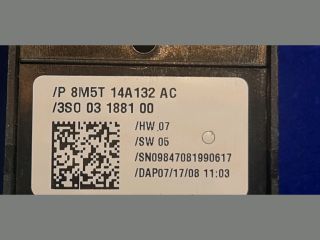 /P 8M5T 14A132 AC
/3S0 03 1881 00
/HW 07
/SW 05
/SN09847081990617
/DAP07/17/08 11:03